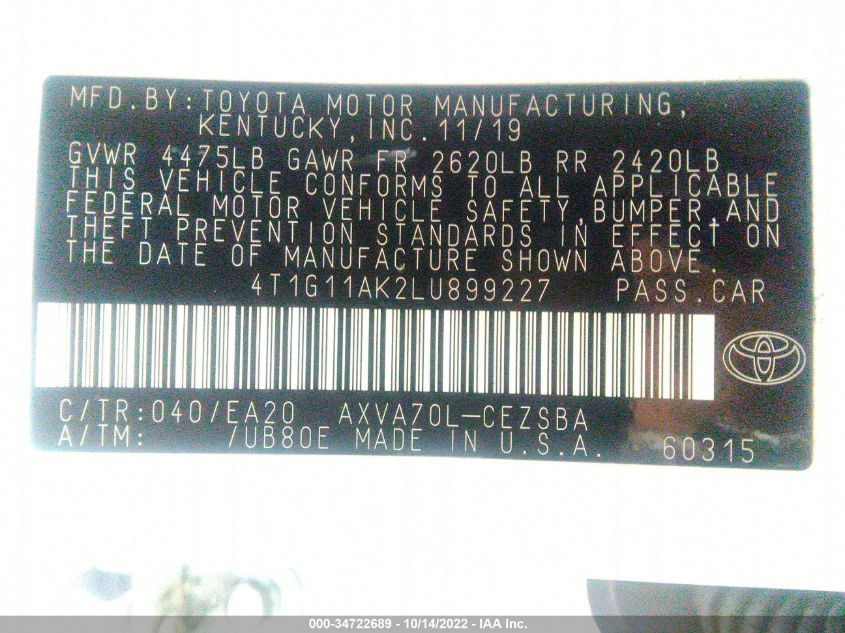 MFD.BY:TOYOTA MOTOR MANUFACTURING,
KENTUCKY,INC.11/19
GVWR 4475LB GAWR FR 2620LB RR 2420LB
THIS VEHICLE CONFORMS TO ALL APPLICABLE
FEDERAL MOTOR VEHICLE SAFETY,BUMPER,AND
THEFT PREVENTION STANDARDS IN EFFECT ON
THE DATE OF MANUFACTURE SHOWN ABOVE.
4T1G11AK2LU899227 PASS.CAR
C/TR:040/EA20 AXVA70L-CEZSBA
A/TM: /UB80E MADE IN U.S.A. 60315
000-34722689 - 10/14/2022 - IAA Inc.